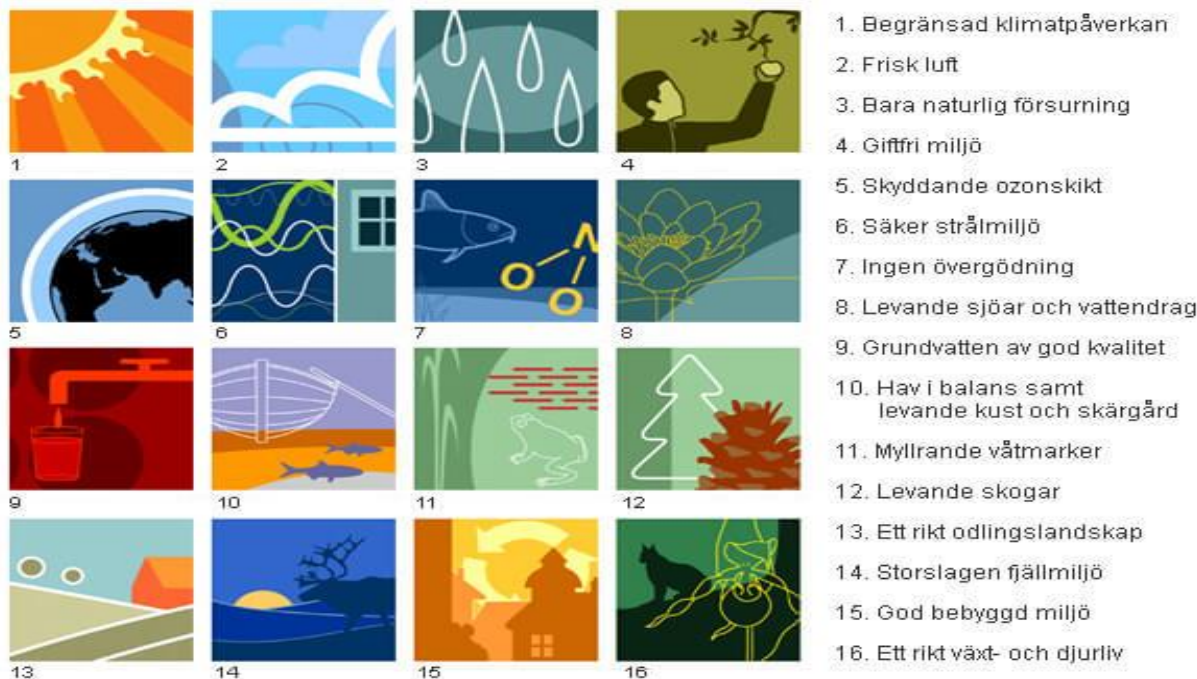 1. Begränsad klimatpåverkan
2. Frisk luft
3. Bara naturlig försurning
4. Giftfri miljö
5. Skyddande ozonskikt
6. Säker strålmiljö
7. Ingen övergödning
8. Levande sjöar och vattendrag
9. Grundvatten av god kvalitet
10. Hav i balans samt
levande kust och skärgård
11. Myllrande våtmarker
12. Levande skogar
13. Ett rikt odlingslandskap
14. Storslagen fjällmiljö
15. God bebyggd miljö
16. Ett rikt växt- och djurliv
1
2
3
4
5
6
N
O
O
7
8
9
10
11
12
13
14
15
16